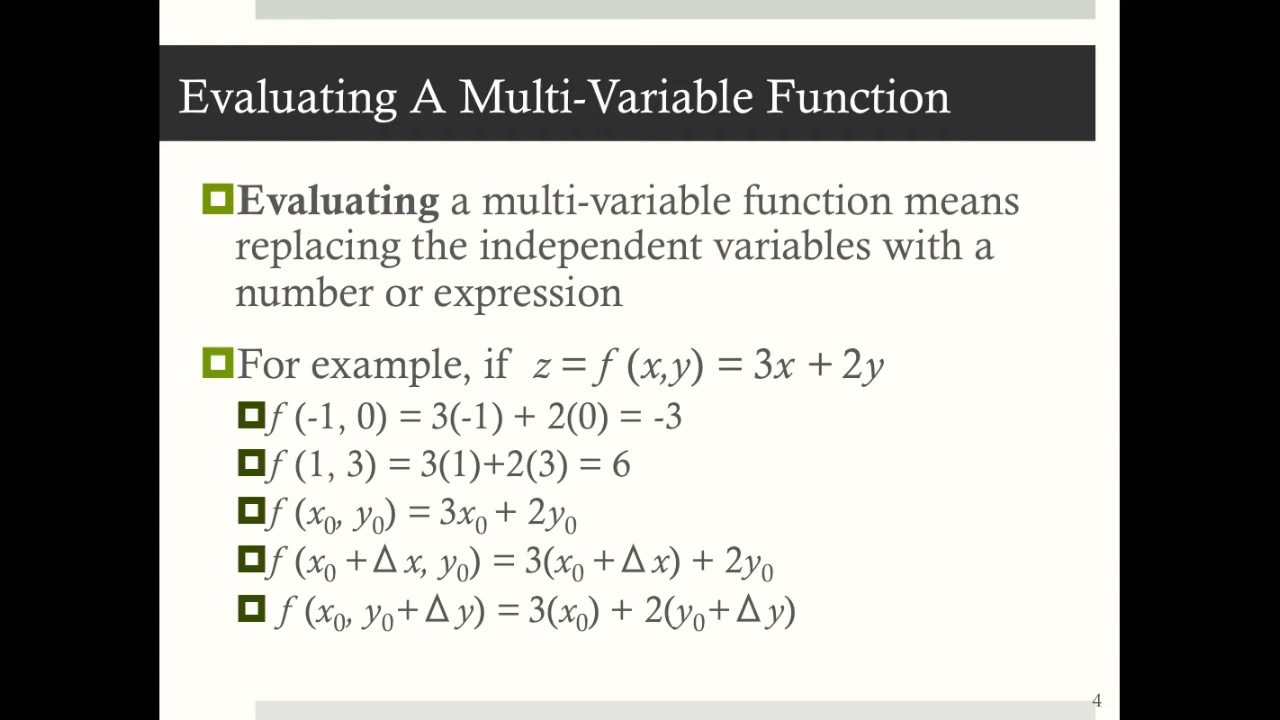 Evaluating A Multi-Variable Function
Evaluating a multi-variable function means
replacing the independent variables with a
number or expression
For example, if z = f (x,y) = 3x + 2y
f (-1, 0) = 3(-1) + 2(0) = -3
f (1, 3) = 3(1)+2(3) = 6
f (x₀, y₀) = 3x₀ + 2y₀
f (x₀ + Δ x, y₀) = 3(x₀ + Δ x) + 2y₀
f (x₀, y₀+ Δ y) = 3(x₀) + 2(y₀+ Δ y)
4